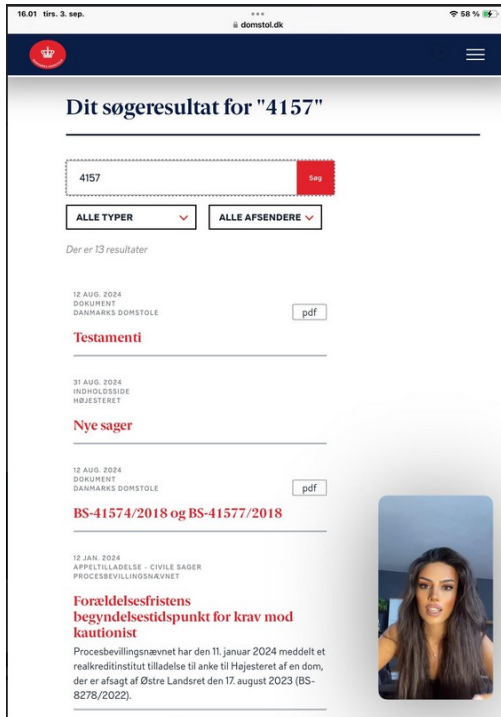 16.01 tirs. 3. sep.
58 %
domstol.dk
Dit søgeresultat for "4157"
4157
Søg
ALLE TYPER
ALLE AFSENDERE
Der er 13 resultater
12 AUG. 2024
DOKUMENT
DANMARKS DOMSTOLE
pdf
Testamenti
31 AUG. 2024
INDHOLDSSIDE
HØJESTERET
Nye sager
12 AUG. 2024
DOKUMENT
DANMARKS DOMSTOLE
pdf
BS-41574/2018 og BS-41577/2018
12 JAN. 2024
APPELTILLADELSE - CIVILE SAGER
PROCESBEVILLINGSNÆVNET
Forældelsesfristens
begyndelsestidspunkt for krav mod
kautionist
Procesbevillingsnævnet har den 11. januar 2024 meddelt et
realkreditinstitut tilladelse til anke til Højesteret af en dom,
der er afsagt af Østre Landsret den 17. august 2023 (BS-
8278/2022).